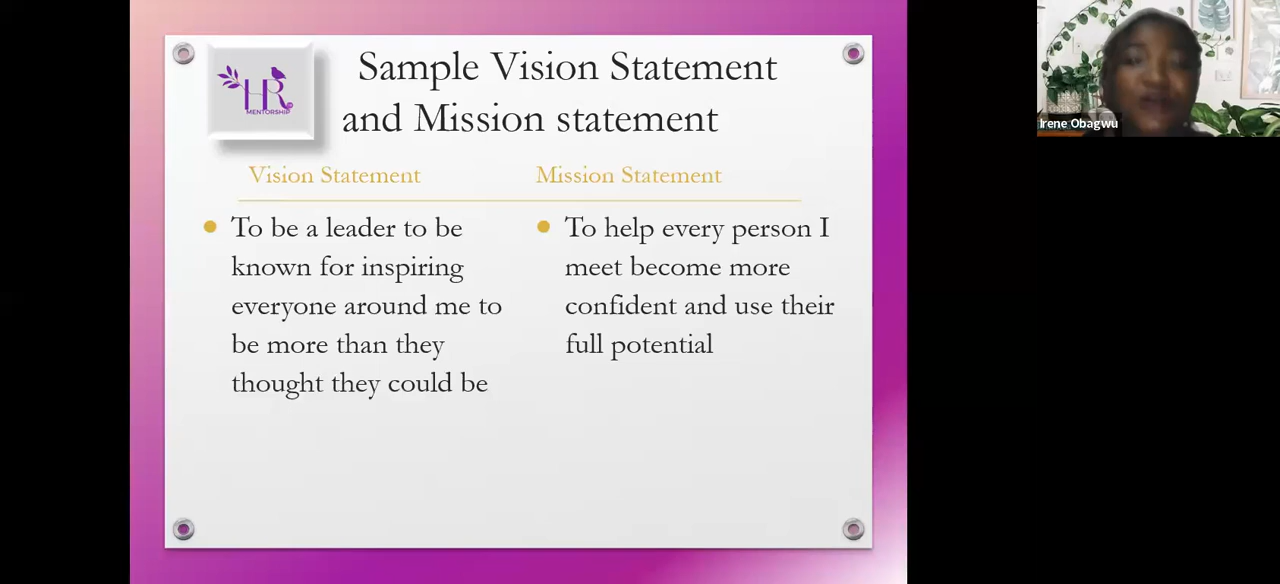 HR
MENTORSHIP
Sample Vision Statement
and Mission statement
Vision Statement
To be a leader to be
known for inspiring
everyone around me to
be more than they
thought they could be
Mission Statement
To help every person I
meet become more
confident and use their
full potential
Irene Obagwu